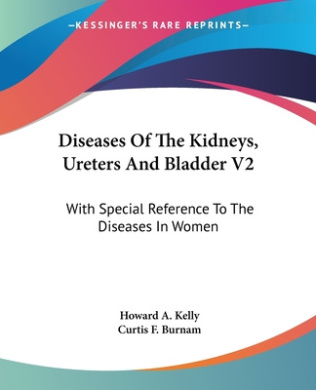 ~KESSINGER'S RARE REPRINTS~
Diseases Of The Kidneys,
Ureters And Bladder V2
With Special Reference To The
Diseases In Women
Howard A. Kelly
Curtis F. Burnam